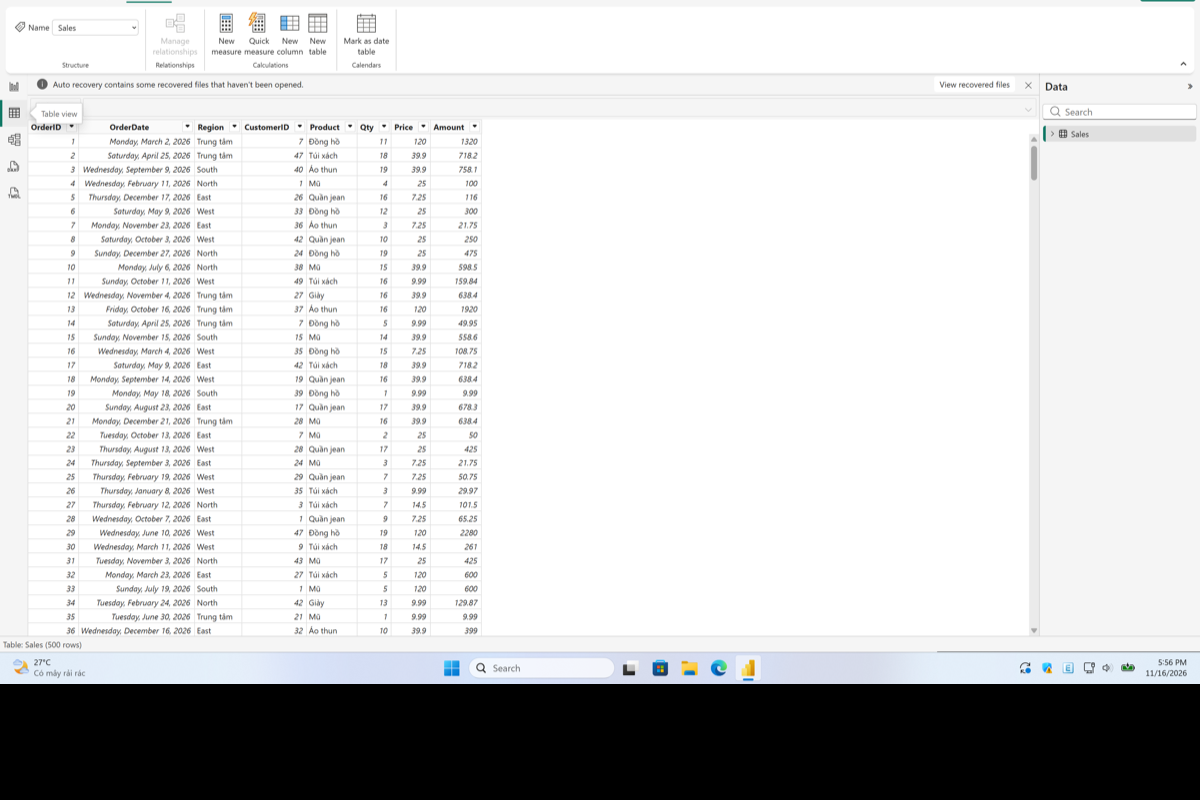 Name Sales
Manage relationships
New measure
Quick measure
New column
New table
Mark as date table
Structure Relationships Calculations Calendars
Auto recovery contains some recovered files that haven't been opened. View recovered files
Data
Table view
Search
Sales
OrderID OrderDate Region CustomerID Product Qty Price Amount
1 Monday, March 2, 2026 Trung tâm 7 Đồng hồ 11 120 1320
2 Saturday, April 25, 2026 Trung tâm 47 Túi xách 18 39.9 718.2
3 Wednesday, September 9, 2026 South 40 Áo thun 19 39.9 758.1
4 Wednesday, February 11, 2026 North 1 Mũ 4 25 100
5 Thursday, December 17, 2026 East 26 Quần jean 16 7.25 116
6 Saturday, May 9, 2026 West 33 Đồng hồ 12 25 300
7 Monday, November 23, 2026 East 36 Áo thun 3 7.25 21.75
8 Saturday, October 3, 2026 West 42 Quần jean 10 25 250
9 Sunday, December 27, 2026 North 24 Đồng hồ 19 25 475
10 Monday, July 6, 2026 North 38 Mũ 15 39.9 598.5
11 Sunday, October 11, 2026 West 49 Túi xách 16 9.99 159.84
12 Wednesday, November 4, 2026 Trung tâm 27 Giày 16 39.9 638.4
13 Friday, October 16, 2026 Trung tâm 37 Áo thun 16 120 1920
14 Saturday, April 25, 2026 Trung tâm 7 Đồng hồ 5 9.99 49.95
15 Sunday, November 15, 2026 South 15 Mũ 14 39.9 558.6
16 Wednesday, March 4, 2026 West 35 Đồng hồ 15 7.25 108.75
17 Saturday, May 9, 2026 East 42 Túi xách 18 39.9 718.2
18 Monday, September 14, 2026 West 19 Quần jean 16 39.9 638.4
19 Monday, May 18, 2026 South 39 Đồng hồ 1 9.99 9.99
20 Sunday, August 23, 2026 East 17 Quần jean 17 39.9 678.3
21 Monday, December 21, 2026 Trung tâm 28 Mũ 16 39.9 638.4
22 Tuesday, October 13, 2026 East 7 Mũ 2 25 50
23 Thursday, August 13, 2026 West 28 Quần jean 17 25 425
24 Thursday, September 3, 2026 East 24 Mũ 3 7.25 21.75
25 Thursday, February 19, 2026 West 29 Quần jean 7 7.25 50.75
26 Thursday, January 8, 2026 West 35 Túi xách 3 9.99 29.97
27 Thursday, February 12, 2026 North 3 Túi xách 7 14.5 101.5
28 Wednesday, October 7, 2026 East 1 Quần jean 9 7.25 65.25
29 Wednesday, June 10, 2026 West 47 Đồng hồ 19 120 2280
30 Wednesday, March 11, 2026 West 9 Túi xách 18 14.5 261
31 Tuesday, November 3, 2026 North 43 Mũ 17 25 425
32 Monday, March 23, 2026 East 27 Túi xách 5 120 600
33 Sunday, July 19, 2026 South 1 Mũ 5 120 600
34 Tuesday, February 24, 2026 North 42 Giày 13 9.99 129.87
35 Tuesday, June 30, 2026 Trung tâm 21 Mũ 1 9.99 9.99
36 Wednesday, December 16, 2026 East 32 Áo thun 10 39.9 399
Table: Sales (500 rows)
27°C
Có mây rải rác
Search
5:56 PM
11/16/2026